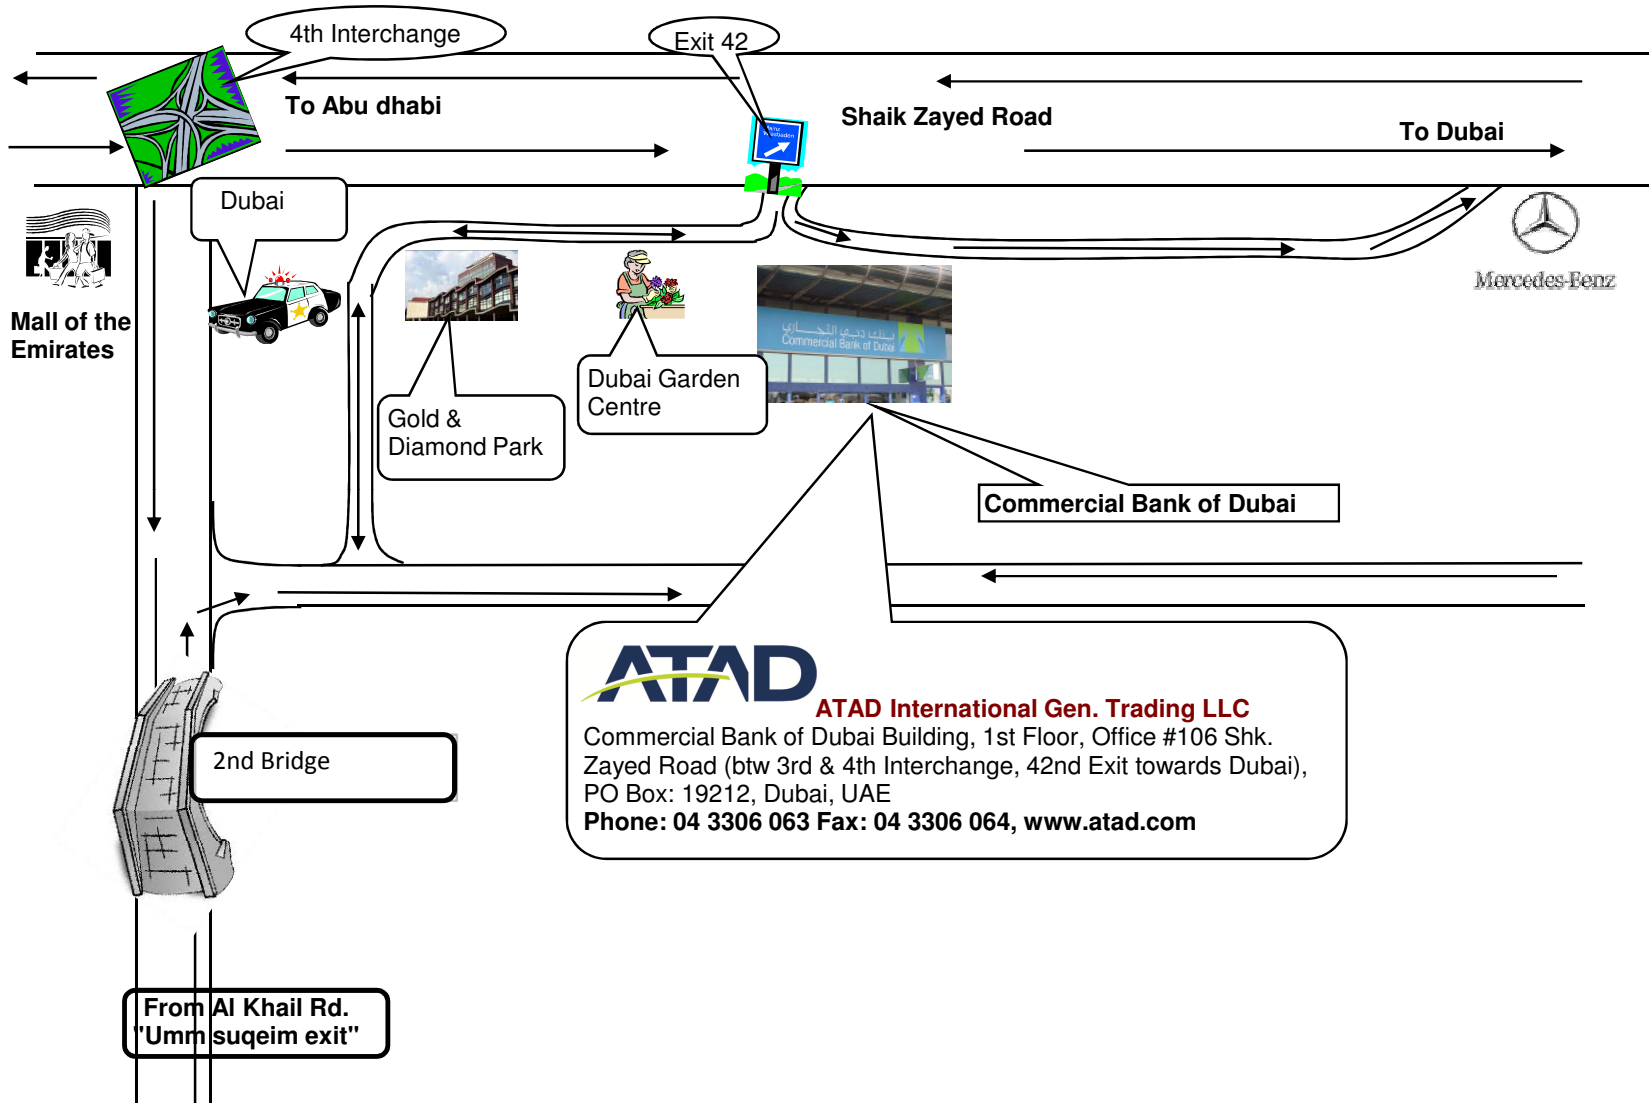 4th Interchange
Exit 42
To Abu dhabi
Shaik Zayed Road
To Dubai
Dubai
Mercedes-Benz
Mall of the
Emirates
بنك دبي التجاري
Commercial Bank of Dubai
Dubai Garden
Centre
Gold &
Diamond Park
Commercial Bank of Dubai
ATAD
ATAD International Gen. Trading LLC
Commercial Bank of Dubai Building, 1st Floor, Office #106 Shk.
Zayed Road (btw 3rd & 4th Interchange, 42nd Exit towards Dubai),
PO Box: 19212, Dubai, UAE
Phone: 04 3306 063 Fax: 04 3306 064, www.atad.com
2nd Bridge
From Al Khail Rd.
"Umm suqeim exit"